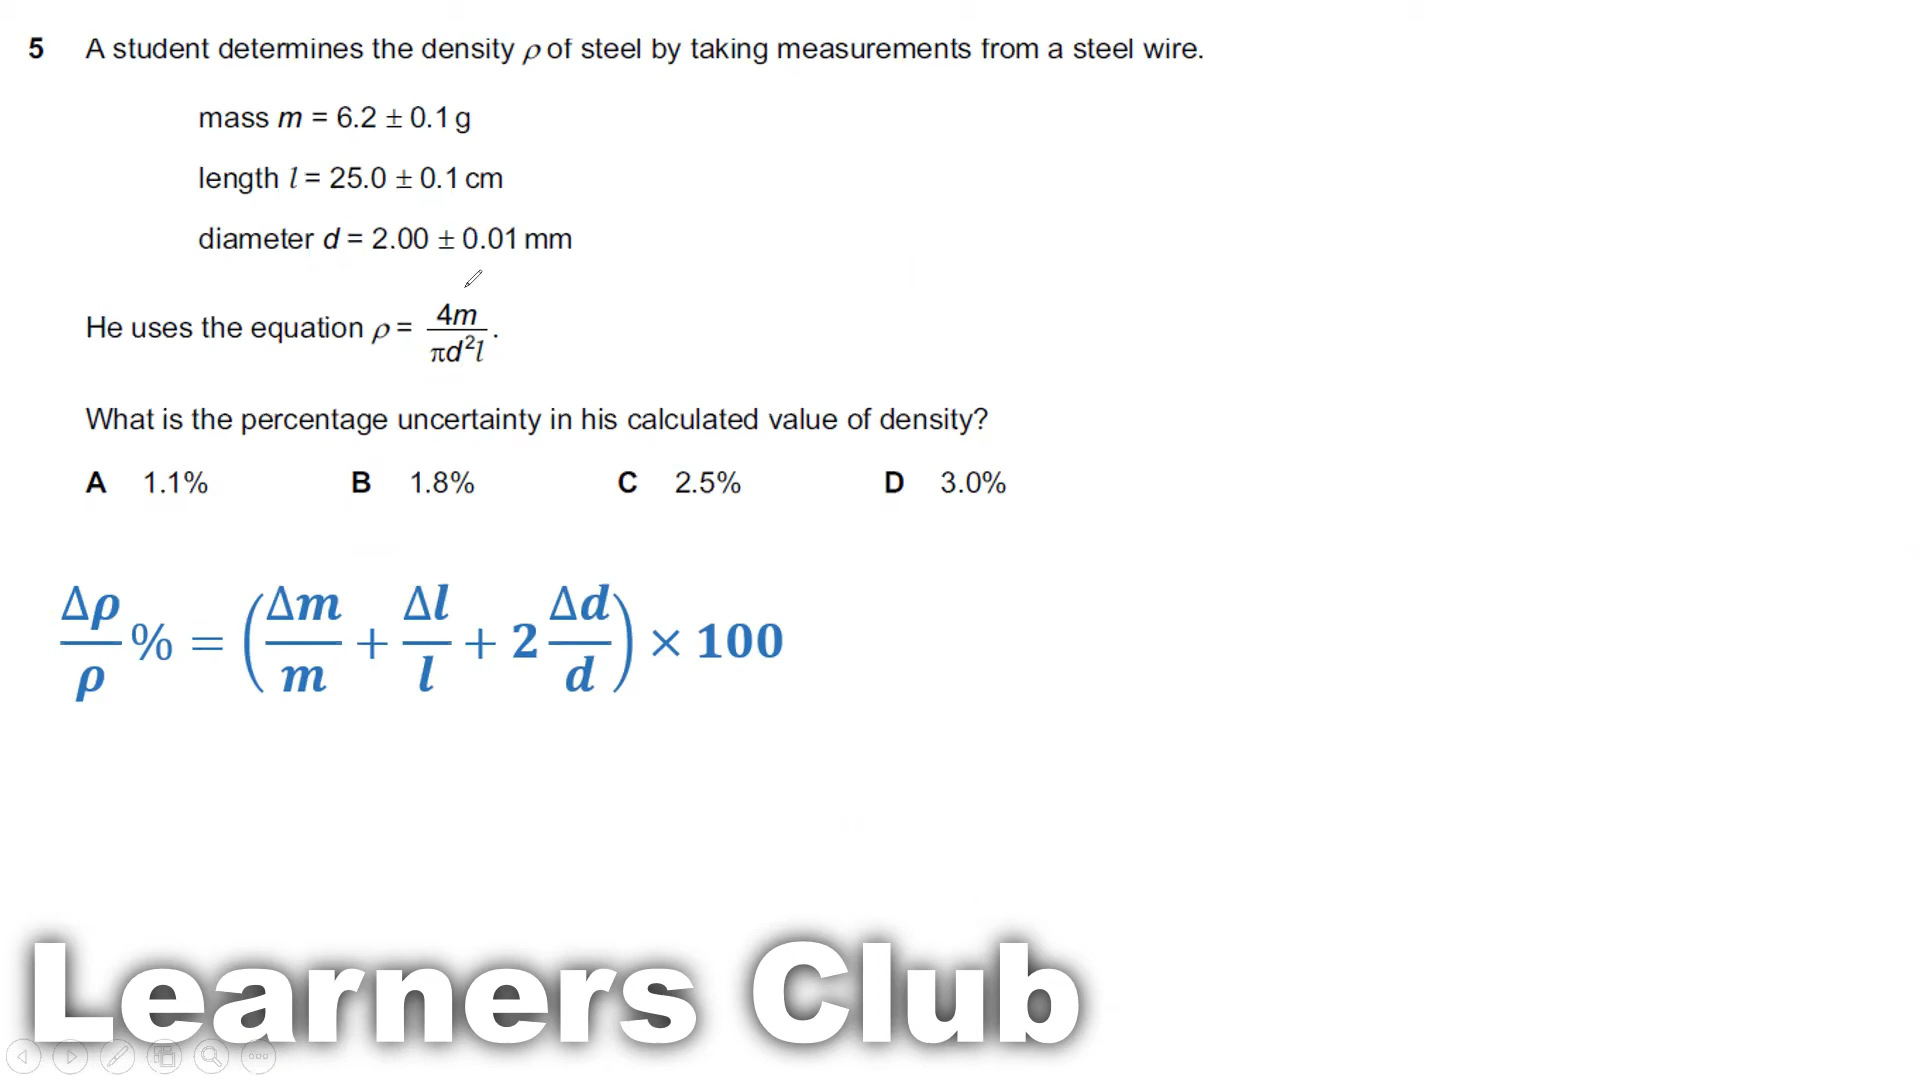 5 A student determines the density ρ of steel by taking measurements from a steel wire.
mass m = 6.2 ± 0.1 g
length l = 25.0 ± 0.1 cm
diameter d = 2.00 ± 0.01 mm
He uses the equation ρ = 4m / πd²l .
What is the percentage uncertainty in his calculated value of density?
A 1.1% B 1.8% C 2.5% D 3.0%
Δρ/ρ % = (Δm/m + Δl/l + 2 Δd/d) × 100
Learners Club